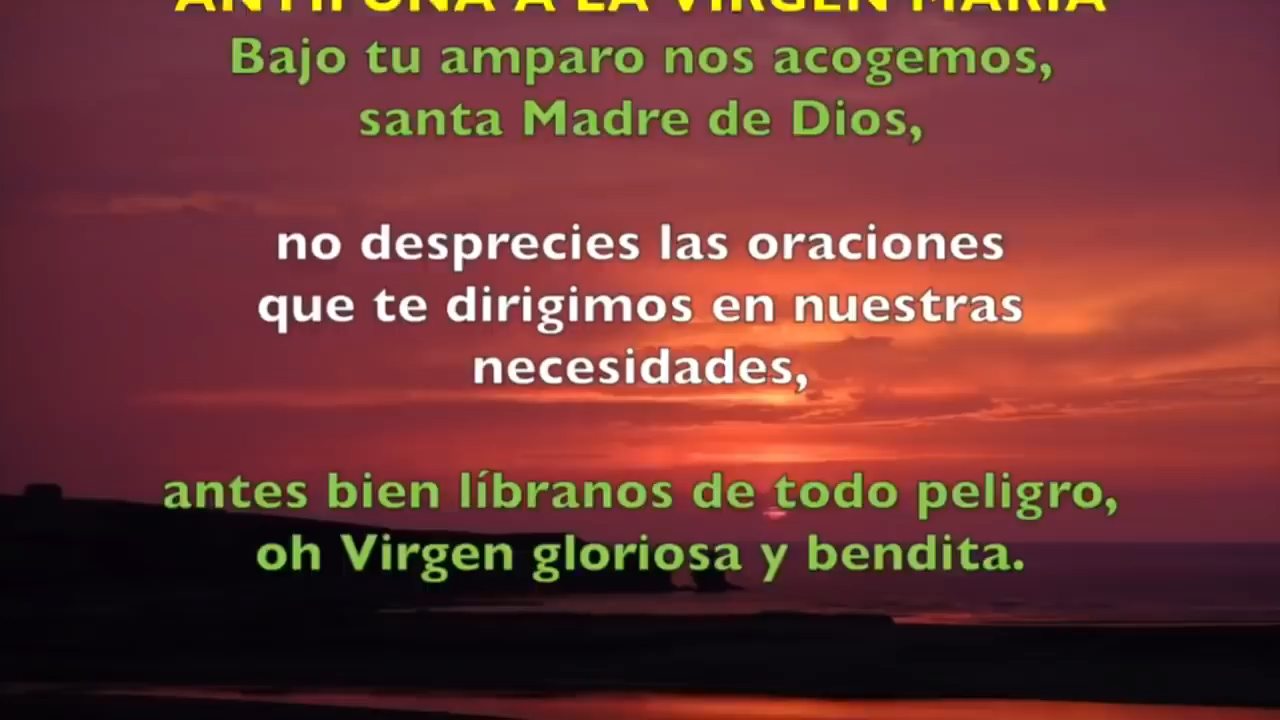 ANTÍFONA A LA VIRGEN MARÍA
Bajo tu amparo nos acogemos,
santa Madre de Dios,
no desprecies las oraciones
que te dirigimos en nuestras
necesidades,
antes bien líbranos de todo peligro,
oh Virgen gloriosa y bendita.